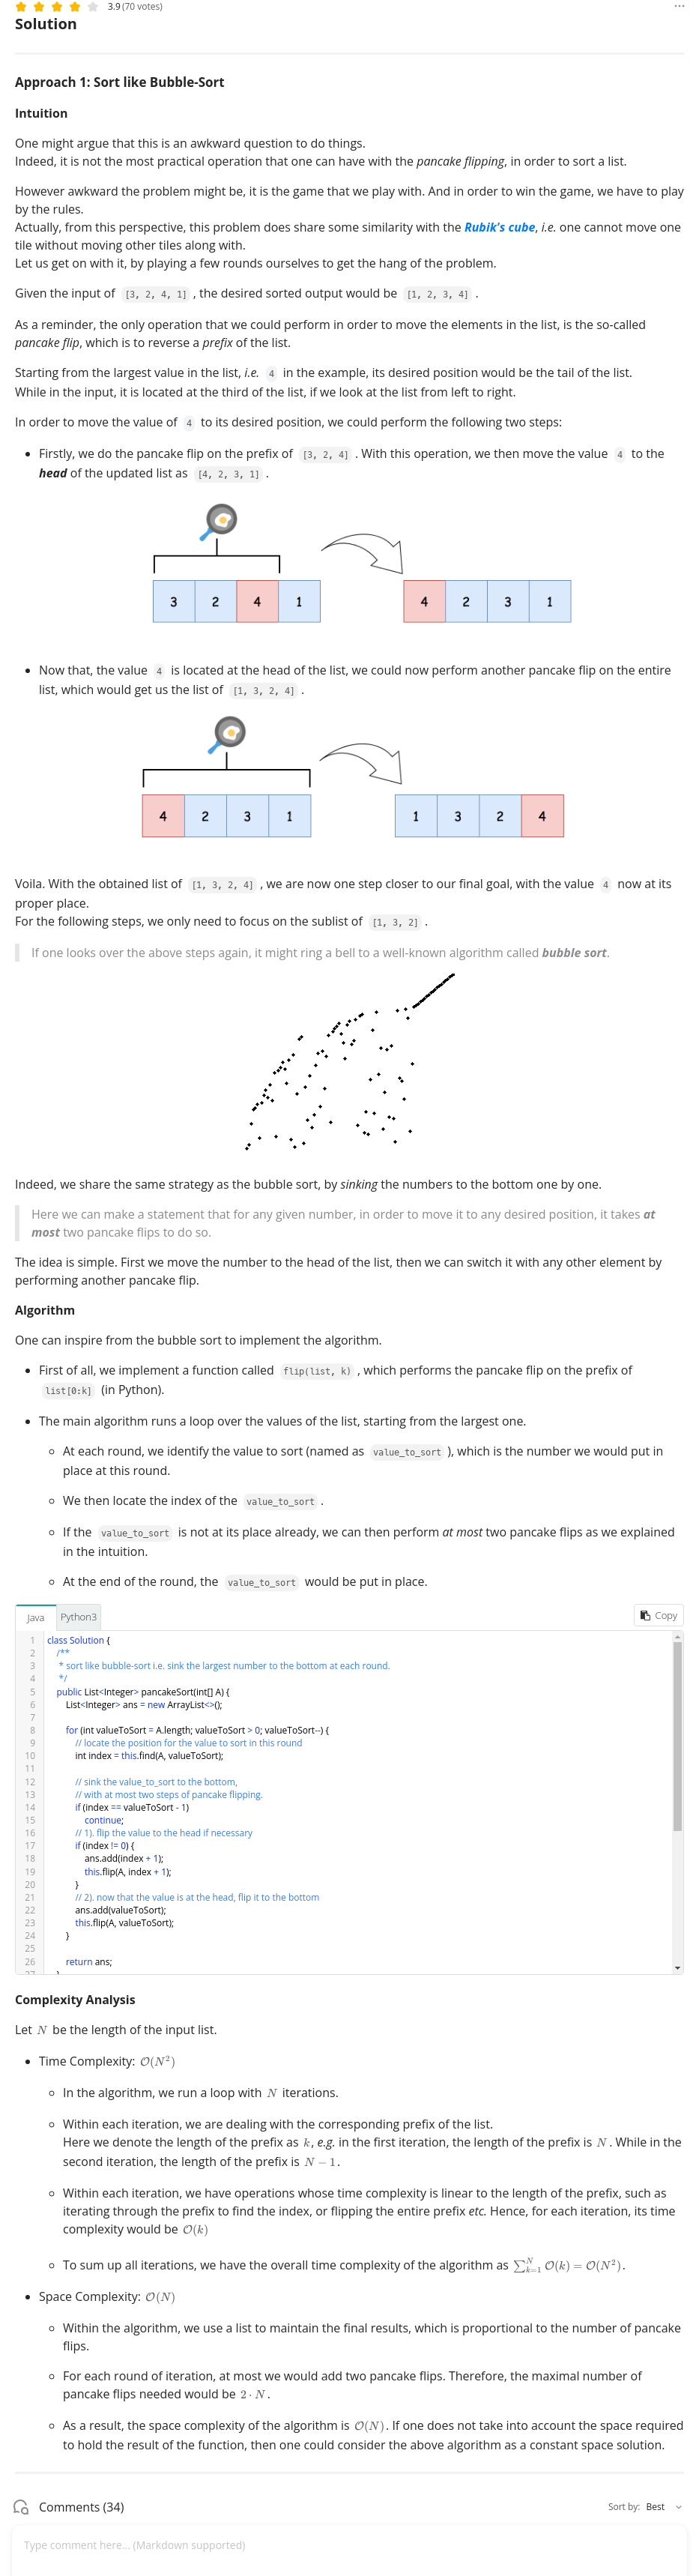 3.9 (70 votes)
Solution
Approach 1: Sort like Bubble-Sort
Intuition
One might argue that this is an awkward question to do things.
Indeed, it is not the most practical operation that one can have with the pancake flipping, in order to sort a list.
However awkward the problem might be, it is the game that we play with. And in order to win the game, we have to play
by the rules.
Actually, from this perspective, this problem does share some similarity with the Rubik's cube, i.e. one cannot move one
tile without moving other tiles along with.
Let us get on with it, by playing a few rounds ourselves to get the hang of the problem.
Given the input of [3, 2, 4, 1] , the desired sorted output would be [1, 2, 3, 4] .
As a reminder, the only operation that we could perform in order to move the elements in the list, is the so-called
pancake flip, which is to reverse a prefix of the list.
Starting from the largest value in the list, i.e. 4 in the example, its desired position would be the tail of the list.
While in the input, it is located at the third of the list, if we look at the list from left to right.
In order to move the value of 4 to its desired position, we could perform the following two steps:
• Firstly, we do the pancake flip on the prefix of [3, 2, 4] . With this operation, we then move the value 4 to the
head of the updated list as [4, 2, 3, 1] .
3 2 4 1 4 2 3 1
• Now that, the value 4 is located at the head of the list, we could now perform another pancake flip on the entire
list, which would get us the list of [1, 3, 2, 4] .
4 2 3 1 1 3 2 4
Voila. With the obtained list of [1, 3, 2, 4] , we are now one step closer to our final goal, with the value 4 now at its
proper place.
For the following steps, we only need to focus on the sublist of [1, 3, 2] .
If one looks over the above steps again, it might ring a bell to a well-known algorithm called bubble sort.
Indeed, we share the same strategy as the bubble sort, by sinking the numbers to the bottom one by one.
Here we can make a statement that for any given number, in order to move it to any desired position, it takes at
most two pancake flips to do so.
The idea is simple. First we move the number to the head of the list, then we can switch it with any other element by
performing another pancake flip.
Algorithm
One can inspire from the bubble sort to implement the algorithm.
• First of all, we implement a function called flip(list, k) , which performs the pancake flip on the prefix of
list[0:k] (in Python).
• The main algorithm runs a loop over the values of the list, starting from the largest one.
◦ At each round, we identify the value to sort (named as value_to_sort ), which is the number we would put in
place at this round.
◦ We then locate the index of the value_to_sort .
◦ If the value_to_sort is not at its place already, we can then perform at most two pancake flips as we explained
in the intuition.
◦ At the end of the round, the value_to_sort would be put in place.
Java Python3 Copy
1 class Solution {
2 /**
3 * sort like bubble-sort i.e. sink the largest number to the bottom at each round.
4 */
5 public List<Integer> pancakeSort(int[] A) {
6 List<Integer> ans = new ArrayList<>();
7
8 for (int valueToSort = A.length; valueToSort > 0; valueToSort--) {
9 // locate the position for the value to sort in this round
10 int index = this.find(A, valueToSort);
11
12 // sink the value_to_sort to the bottom,
13 // with at most two steps of pancake flipping.
14 if (index == valueToSort - 1)
15 continue;
16 // 1). flip the value to the head if necessary
17 if (index != 0) {
18 ans.add(index + 1);
19 this.flip(A, index + 1);
20 }
21 // 2). now that the value is at the head, flip it to the bottom
22 ans.add(valueToSort);
23 this.flip(A, valueToSort);
24 }
25
26 return ans;
27 }
Complexity Analysis
Let N be the length of the input list.
• Time Complexity: O(N²)
◦ In the algorithm, we run a loop with N iterations.
◦ Within each iteration, we are dealing with the corresponding prefix of the list.
Here we denote the length of the prefix as k, e.g. in the first iteration, the length of the prefix is N. While in the
second iteration, the length of the prefix is N − 1.
◦ Within each iteration, we have operations whose time complexity is linear to the length of the prefix, such as
iterating through the prefix to find the index, or flipping the entire prefix etc. Hence, for each iteration, its time
complexity would be O(k)
◦ To sum up all iterations, we have the overall time complexity of the algorithm as ∑ᴺₖ₌₁ O(k) = O(N²).
• Space Complexity: O(N)
◦ Within the algorithm, we use a list to maintain the final results, which is proportional to the number of pancake
flips.
◦ For each round of iteration, at most we would add two pancake flips. Therefore, the maximal number of
pancake flips needed would be 2 · N.
◦ As a result, the space complexity of the algorithm is O(N). If one does not take into account the space required
to hold the result of the function, then one could consider the above algorithm as a constant space solution.
Comments (34) Sort by: Best
Type comment here... (Markdown supported)